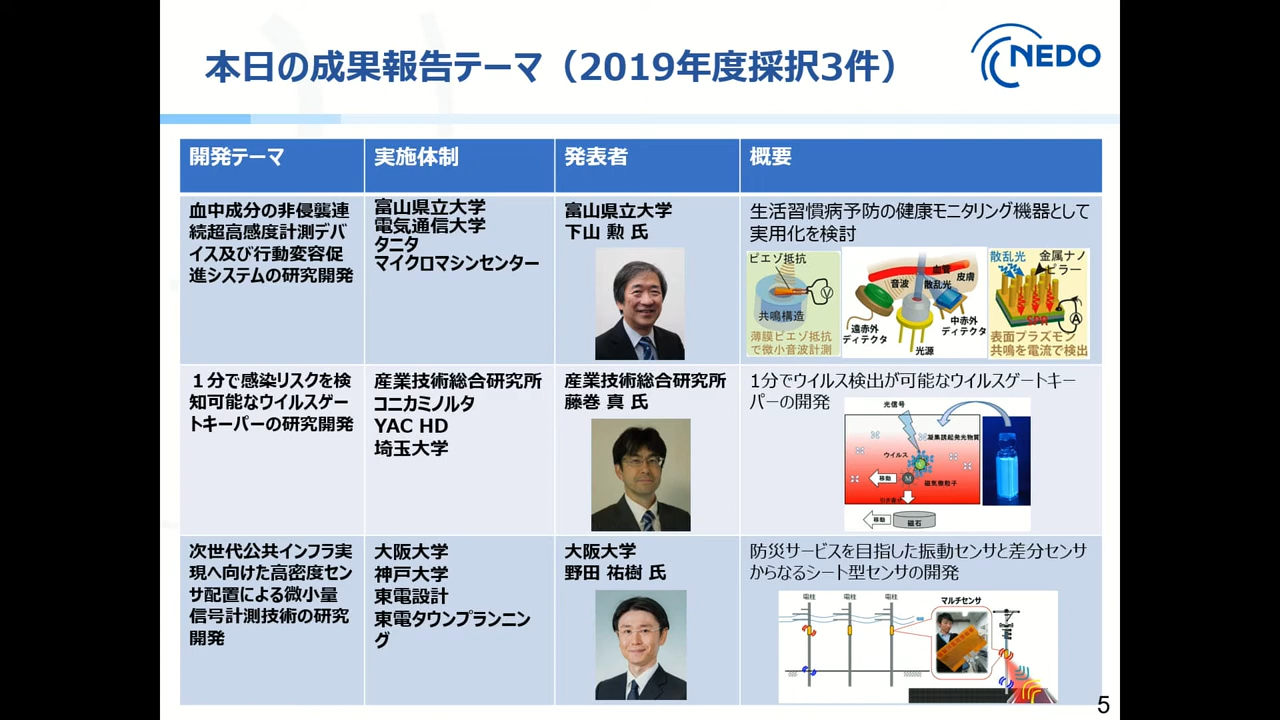 本日の成果報告テーマ（2019年度採択3件）
NEDO
開発テーマ
実施体制
発表者
概要
血中成分の非侵襲連
続超高感度計測デバ
イス及び行動変容促
進システムの研究開発
富山県立大学
電気通信大学
タニタ
マイクロマシンセンター
富山県立大学
下山 勲 氏
生活習慣病予防の健康モニタリング機器として
実用化を検討
ピエゾ抵抗
V
共鳴構造
薄膜ピエゾ抵抗
で微小音波計測
血管
皮膚
音波
散乱光
遠赤外
ディテクタ
中赤外
ディテクタ
光源
散乱光
金属ナノ
ピラー
SPR
A
表面プラズモン
共鳴を電流で検出
１分で感染リスクを検
知可能なウイルスゲー
トキーパーの研究開発
産業技術総合研究所
コニカミノルタ
YAC HD
埼玉大学
産業技術総合研究所
藤巻 真 氏
1分でウイルス検出が可能なウイルスゲートキー
パーの開発
光信号
凝集誘起発光物質
ウイルス
移動
M
磁気微粒子
引き寄せ
移動
磁石
次世代公共インフラ実
現へ向けた高密度セン
サ配置による微小量
信号計測技術の研究
開発
大阪大学
神戸大学
東電設計
東電タウンプランニン
グ
大阪大学
野田 祐樹 氏
防災サービスを目指した振動センサと差分センサ
からなるシート型センサの開発
電柱
電柱
電柱
マルチセンサ
5